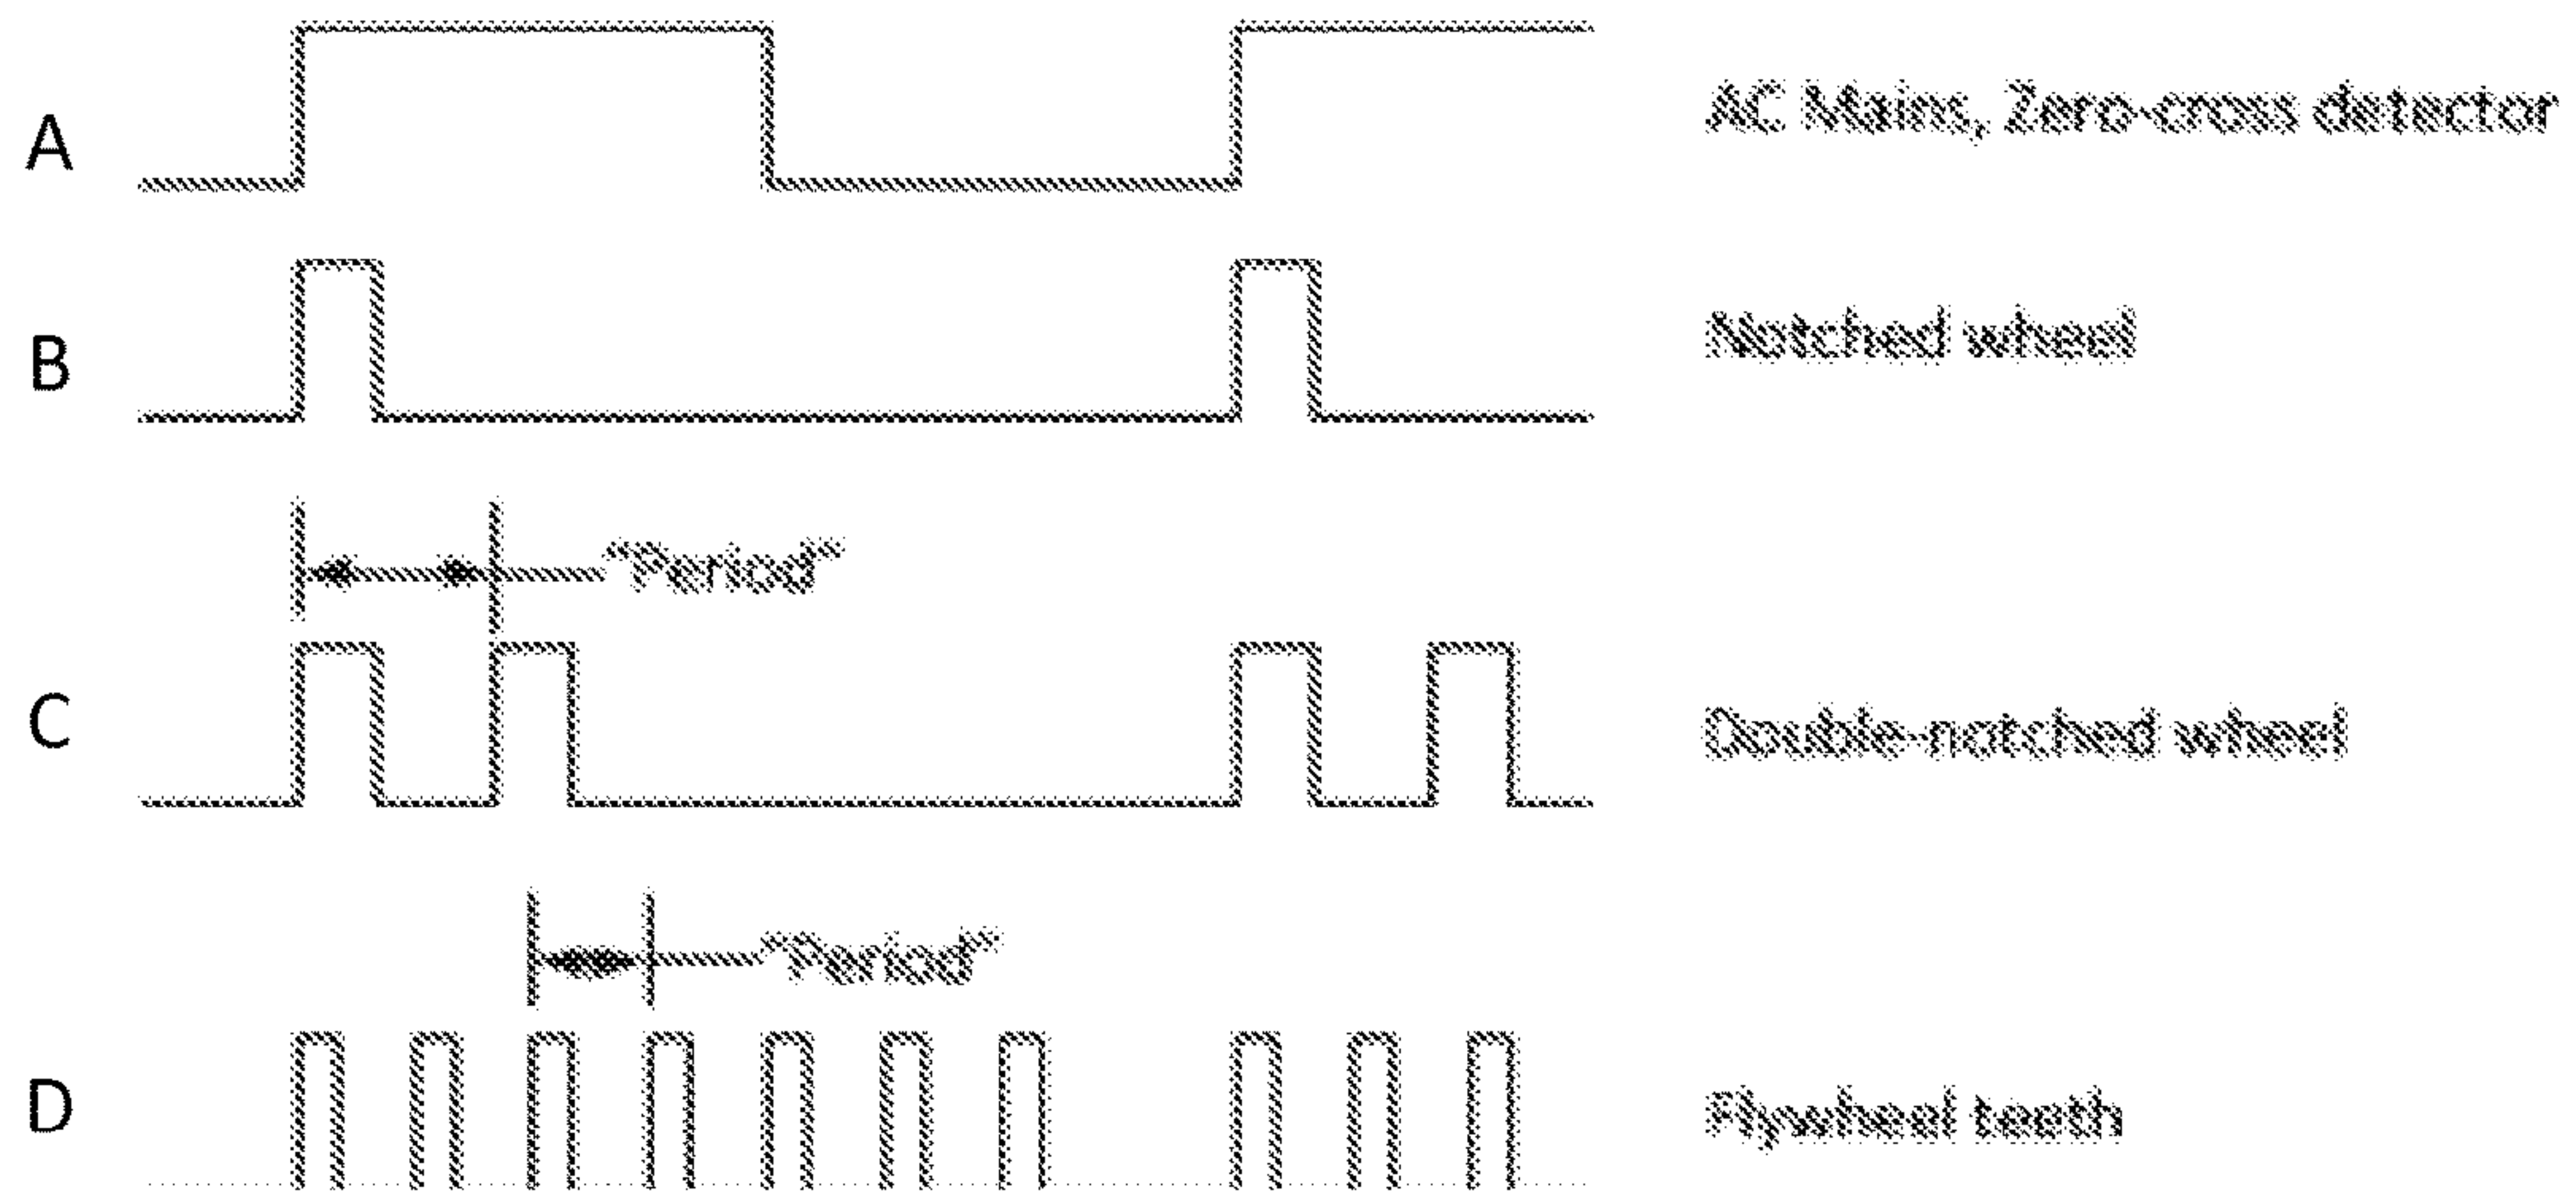 A
AC Mains, Zero-cross detector
B
Notched wheel
"Period"
C
Double-notched wheel
"Period"
D
Flywheel teeth